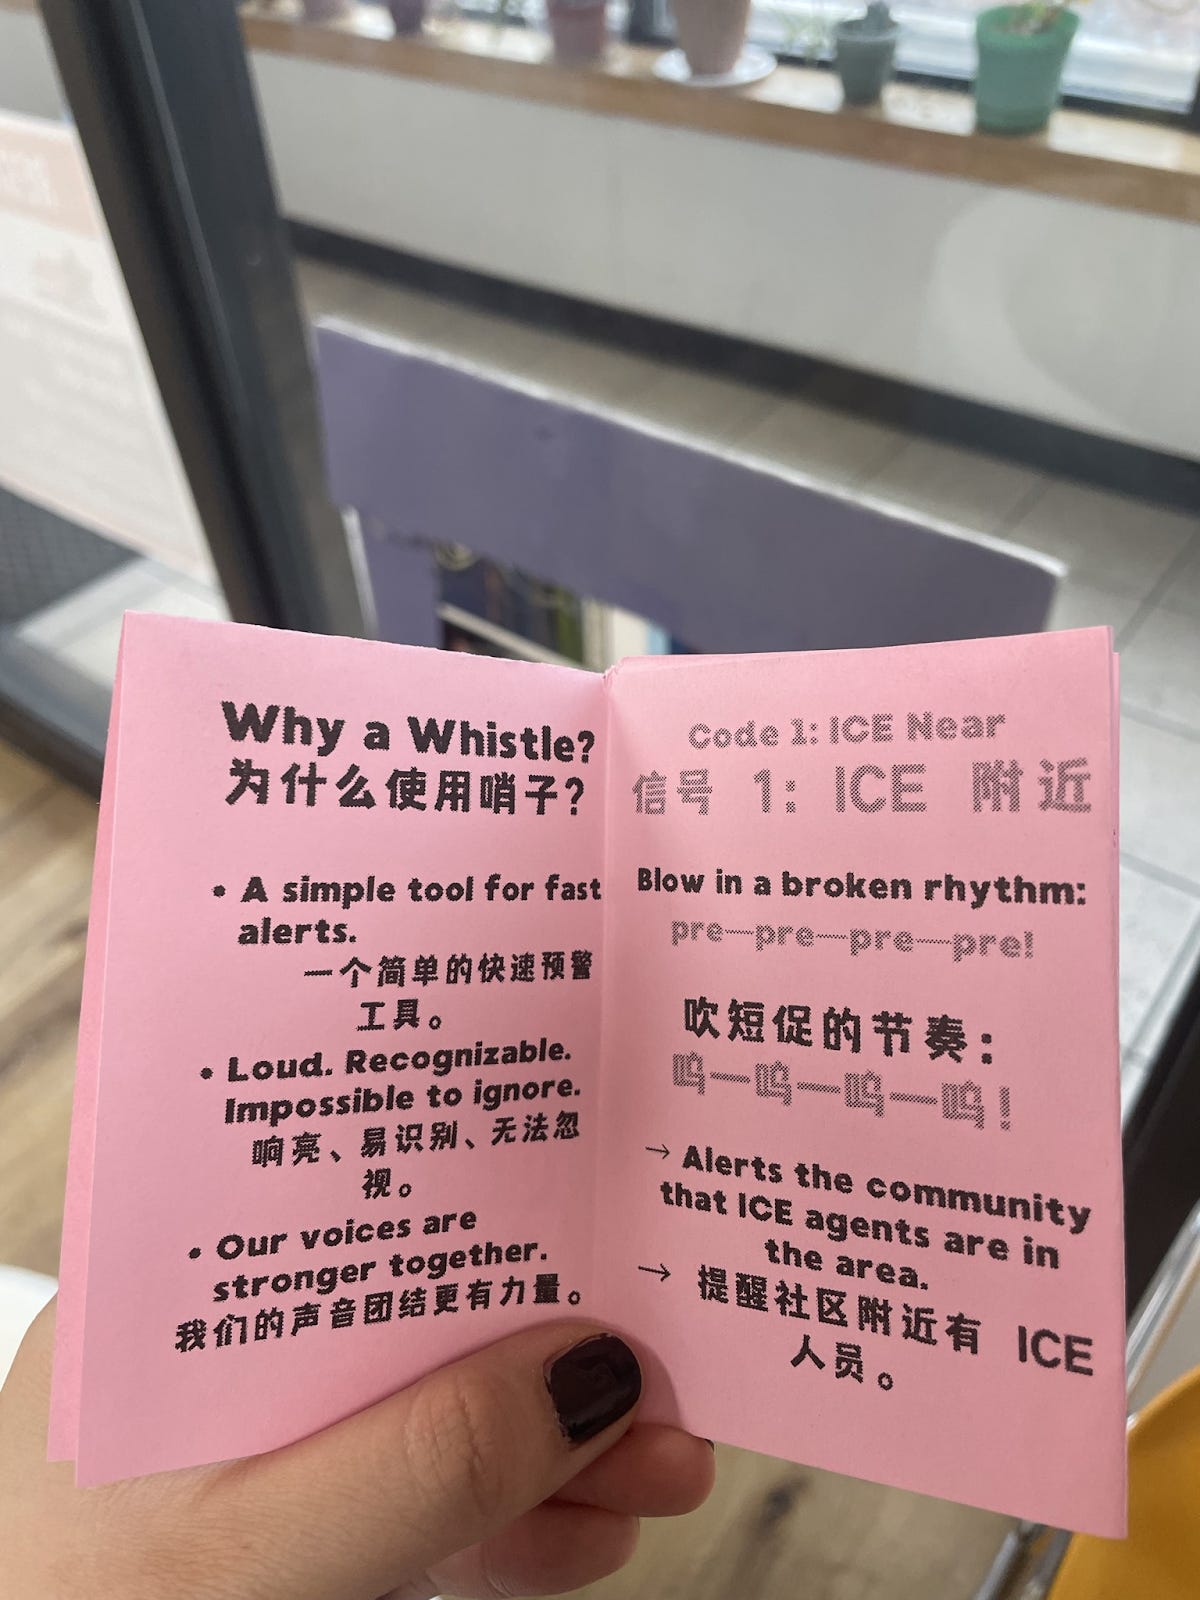 Why a Whistle?
为什么使用哨子?
• A simple tool for fast
alerts.
一个简单的快速预警
工具。
• Loud. Recognizable.
Impossible to ignore.
响亮、易识别、无法忽
视。
• Our voices are
stronger together.
我们的声音团结更有力量。
Code 1: ICE Near
信号 1: ICE 附近
Blow in a broken rhythm:
pre—pre—pre—pre!
吹短促的节奏:
呜—呜—呜—呜!
→ Alerts the community
that ICE agents are in
the area.
→ 提醒社区附近有 ICE
人员。